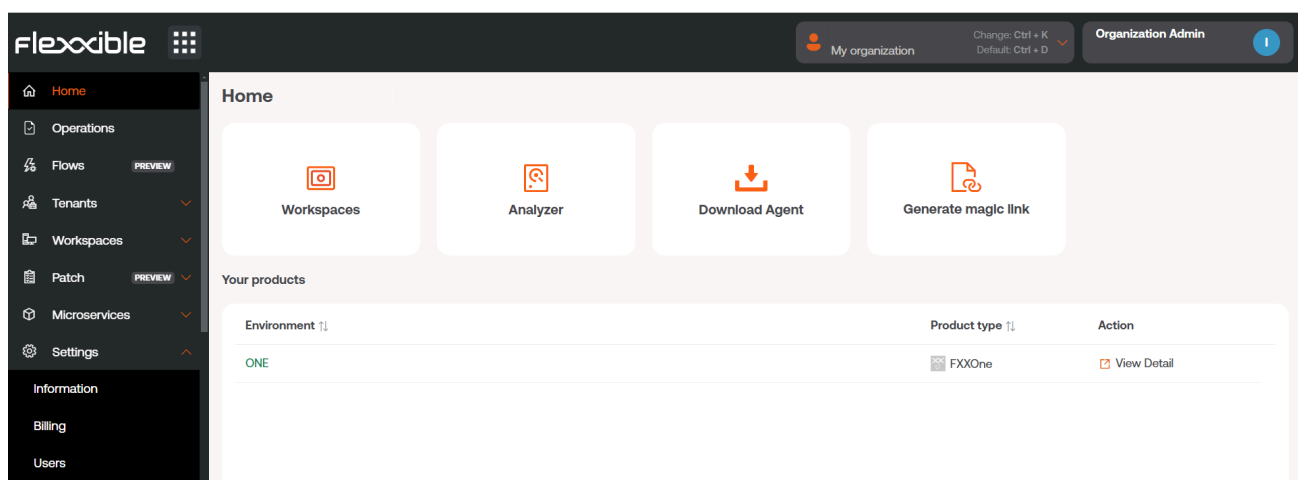 Flexxible
My organization
Change: Ctrl + K
Default: Ctrl + D
Organization Admin
I
Home
Operations
Flows PREVIEW
Tenants
Workspaces
Patch PREVIEW
Microservices
Settings
Information
Billing
Users
Home
Workspaces
Analyzer
Download Agent
Generate magic link
Your products
Environment
Product type
Action
ONE
FXXOne
View Detail